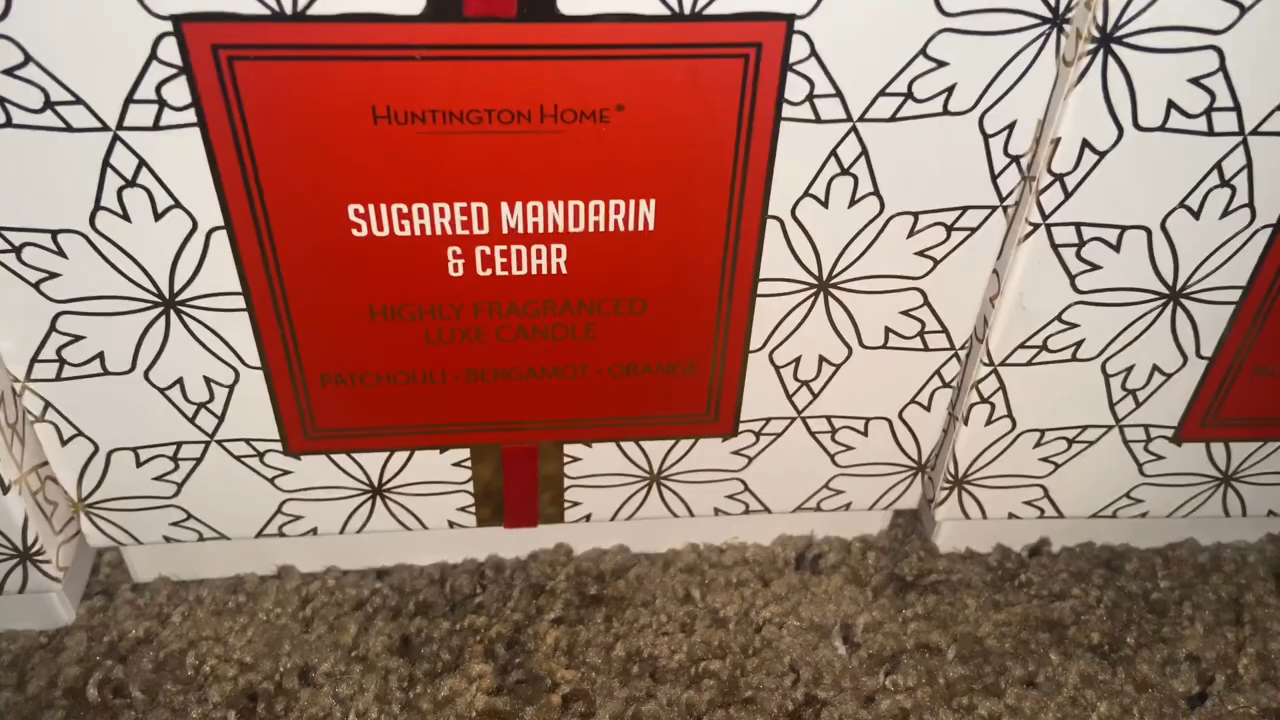 HUNTINGTON HOME®
SUGARED MANDARIN
& CEDAR
HIGHLY FRAGRANCED
LUXE CANDLE
PATCHOULI • BERGAMOT • ORANGE